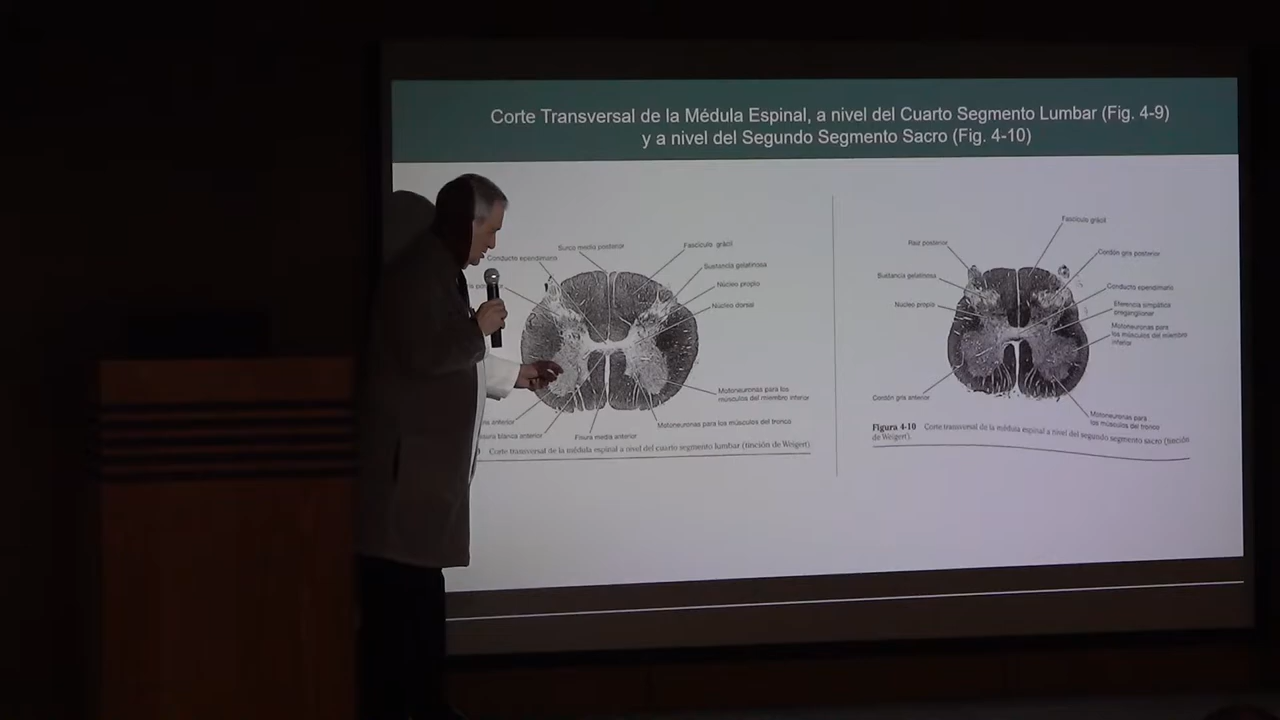 Corte Transversal de la Médula Espinal, a nivel del Cuarto Segmento Lumbar (Fig. 4-9)
y a nivel del Segundo Segmento Sacro (Fig. 4-10)
Surco media posterior
Conducto ependimario
Fascículo grácil
Sustancia gelatinosa
Núcleo propio
Núcleo dorsal
Motoneuronas para los
músculos del miembro inferior
Motoneuronas para los músculos del tronco
Fisura media anterior
blanca anterior
anterior
Corte transversal de la médula espinal a nivel del cuarto segmento lumbar (tinción de Weigert)
Fascículo grácil
Raíz posterior
Cordón gris posterior
Sustancia gelatinosa
Conducto ependimario
Núcleo propio
Eferencia simpática
preganglionar
Motoneuronas para
los músculos del miembro
inferior
Cordón gris anterior
Motoneuronas para
los músculos del tronco
Figura 4-10 Corte transversal de la médula espinal a nivel del segundo segmento sacro (tinción
de Weigert).